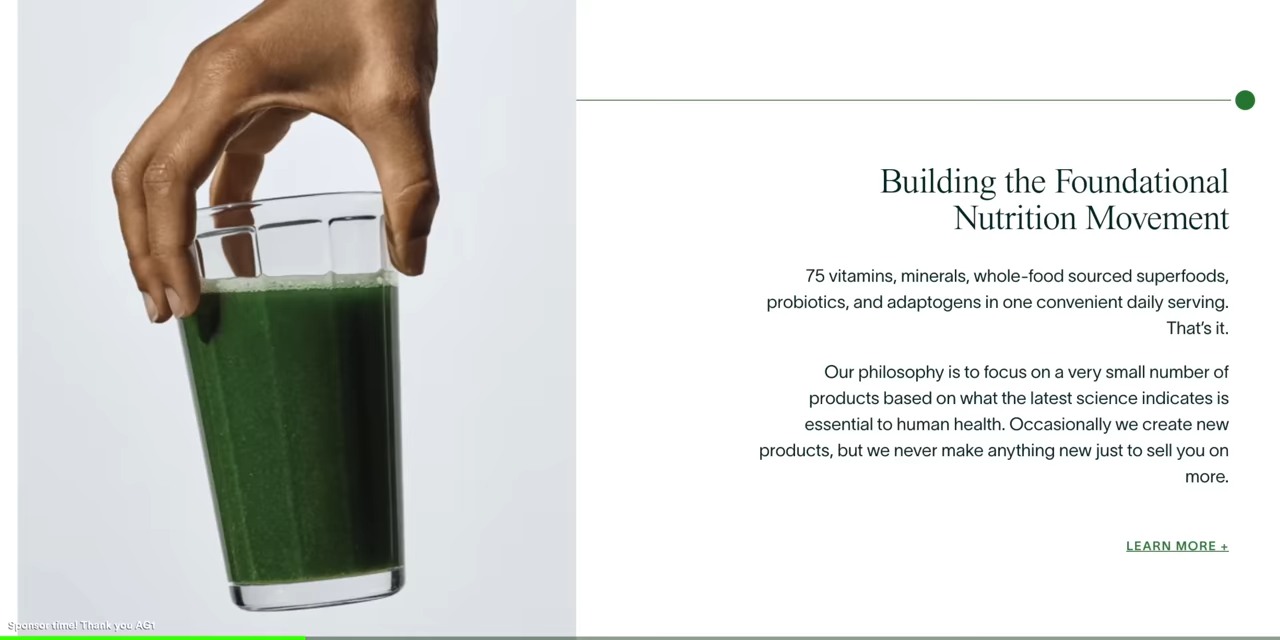 Building the Foundational
Nutrition Movement
75 vitamins, minerals, whole-food sourced superfoods,
probiotics, and adaptogens in one convenient daily serving.
That's it.
Our philosophy is to focus on a very small number of
products based on what the latest science indicates is
essential to human health. Occasionally we create new
products, but we never make anything new just to sell you on
more.
LEARN MORE +
Sponsor time! Thank you AG1